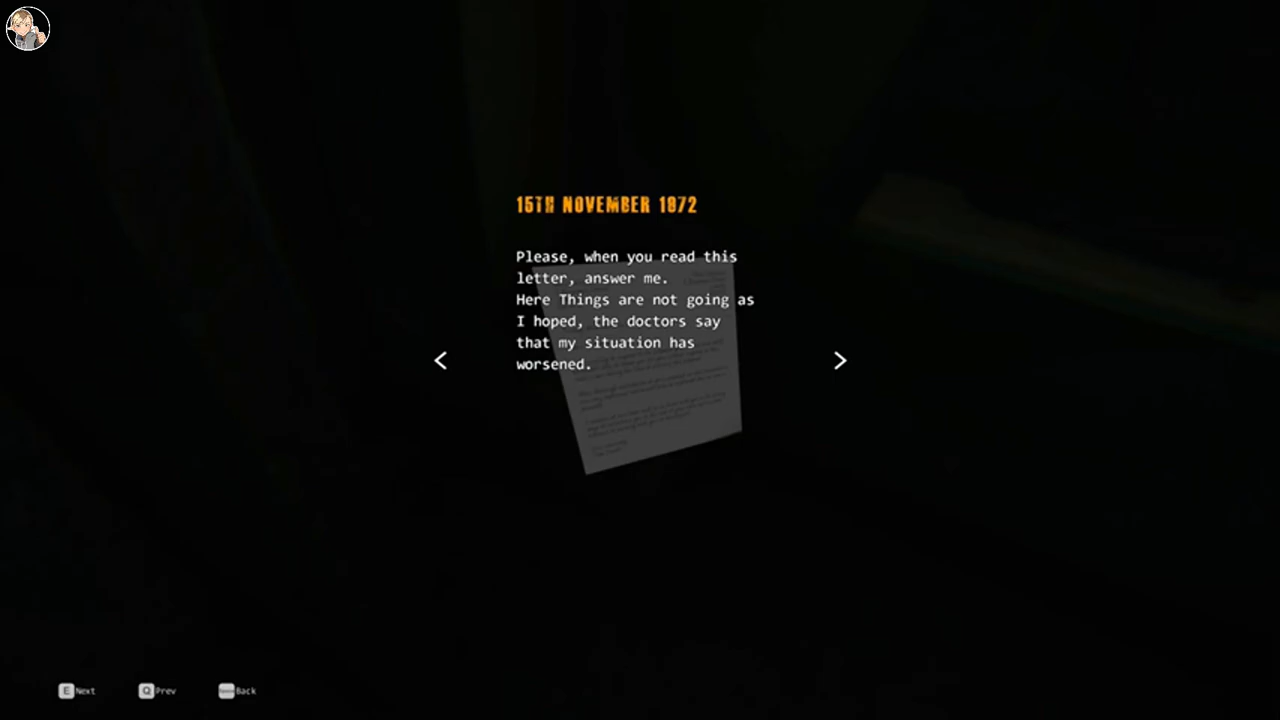 15TH NOVEMBER 1972
Please, when you read this
letter, answer me.
Here Things are not going as
I hoped, the doctors say
that my situation has
worsened.
E Next
Q Prev
Back